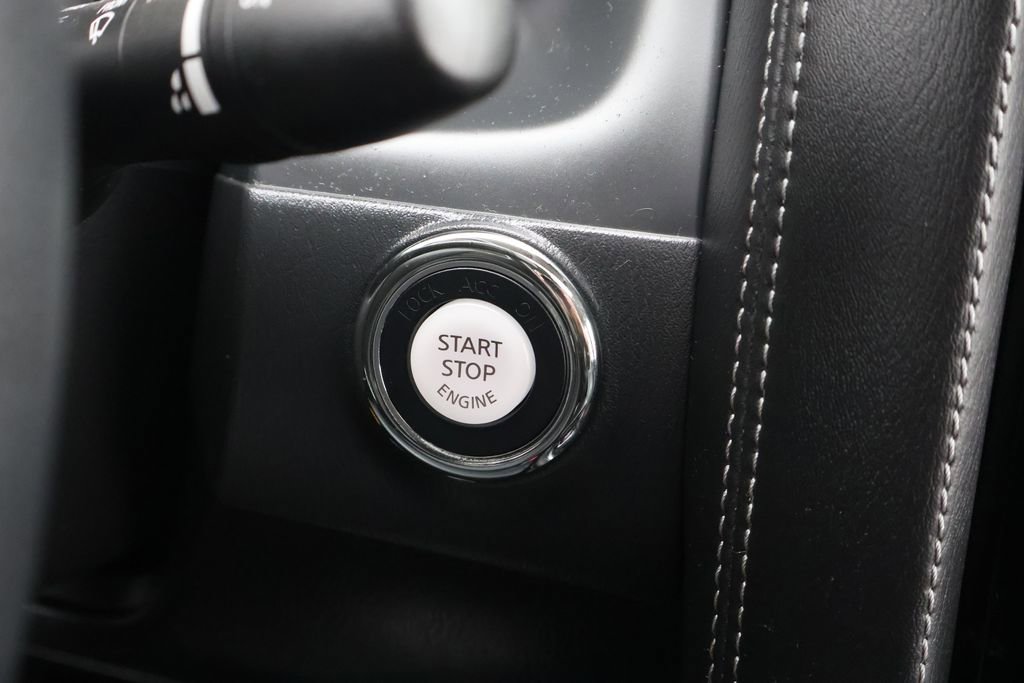 LOCK ACC ON
START
STOP
ENGINE